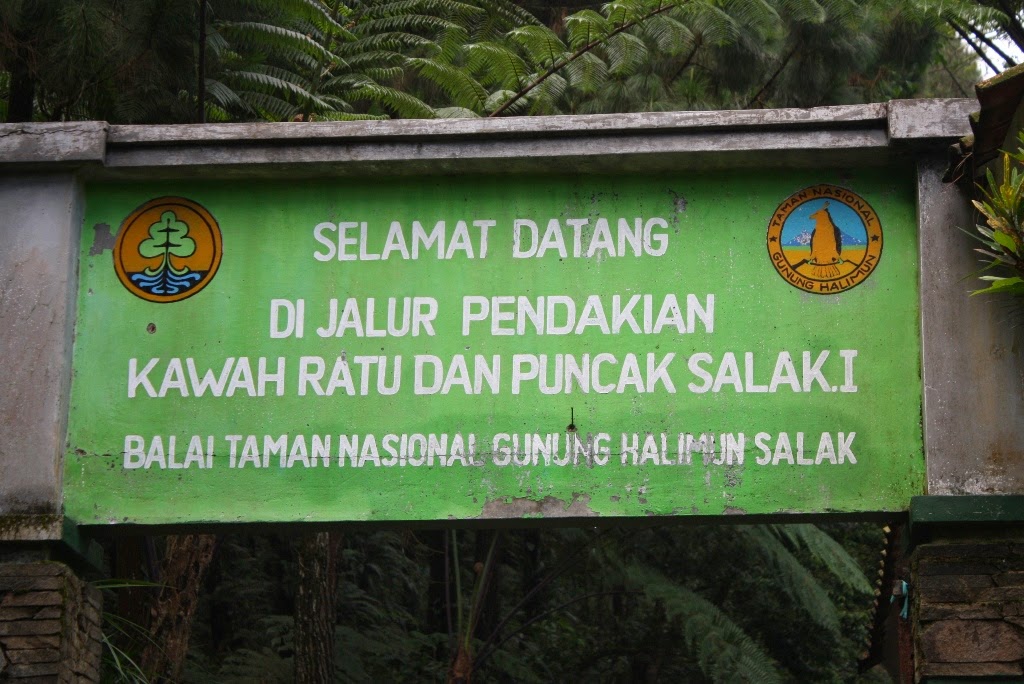 SELAMAT DATANG
TAMAN NASIONAL
GUNUNG HALIMUN
DI JALUR PENDAKIAN
KAWAH RATU DAN PUNCAK SALAK.I
BALAI TAMAN NASIONAL GUNUNG HALIMUN SALAK